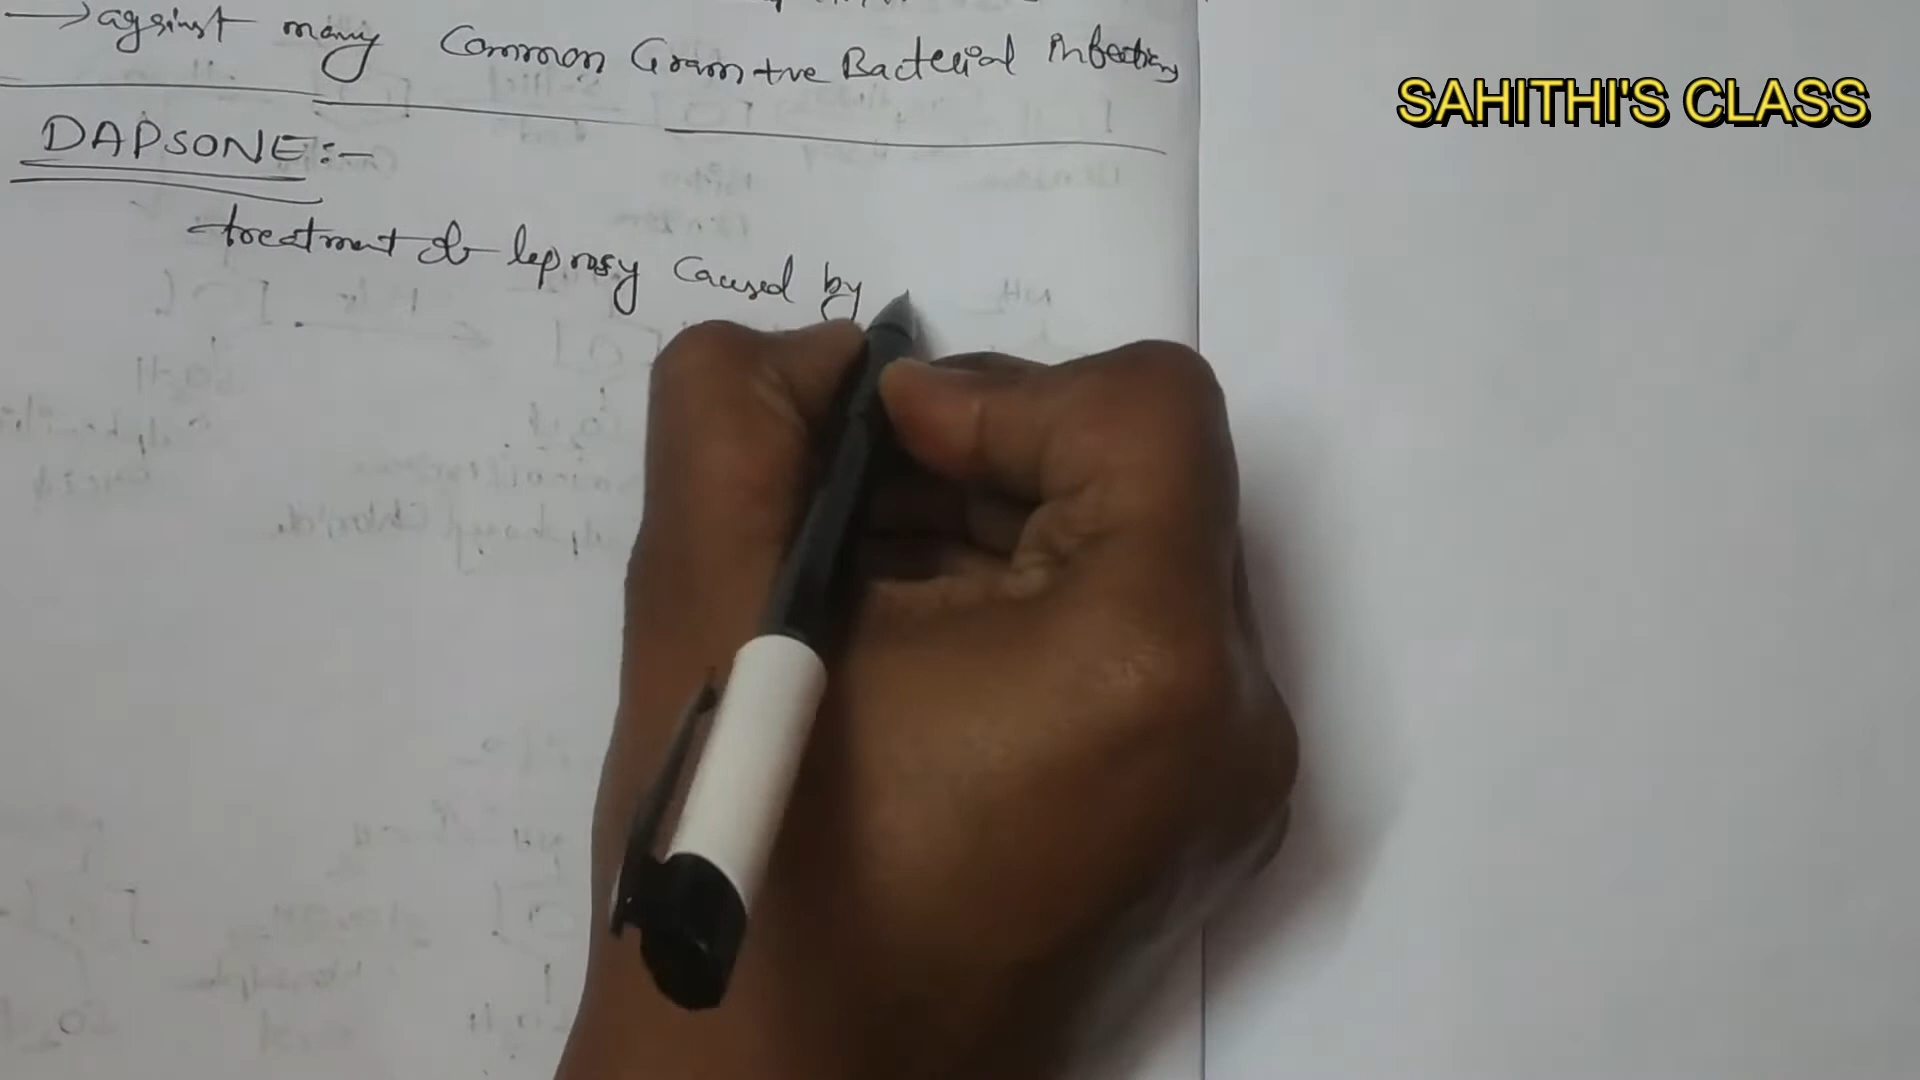 → against many Common Gram +ve Bacterial Infections
SAHITHI'S CLASS
DAPSONE :-
treatment of leprosy caused by